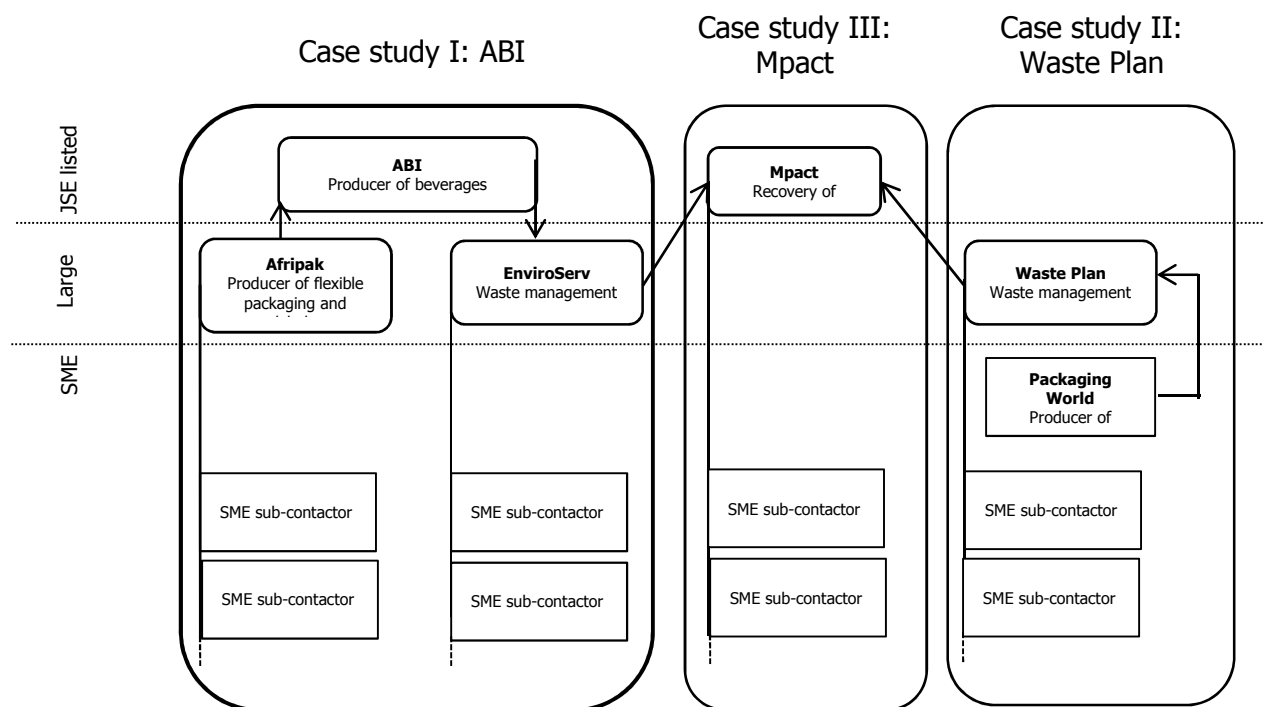 Case study I: ABI
Case study III:
Mpact
Case study II:
Waste Plan
JSE listed
ABI
Producer of beverages
Mpact
Recovery of
Large
Afripak
Producer of flexible
packaging and
EnviroServ
Waste management
Waste Plan
Waste management
SME
Packaging
World
Producer of
SME sub-contactor
SME sub-contactor
SME sub-contactor
SME sub-contactor
SME sub-contactor
SME sub-contactor
SME sub-contactor
SME sub-contactor